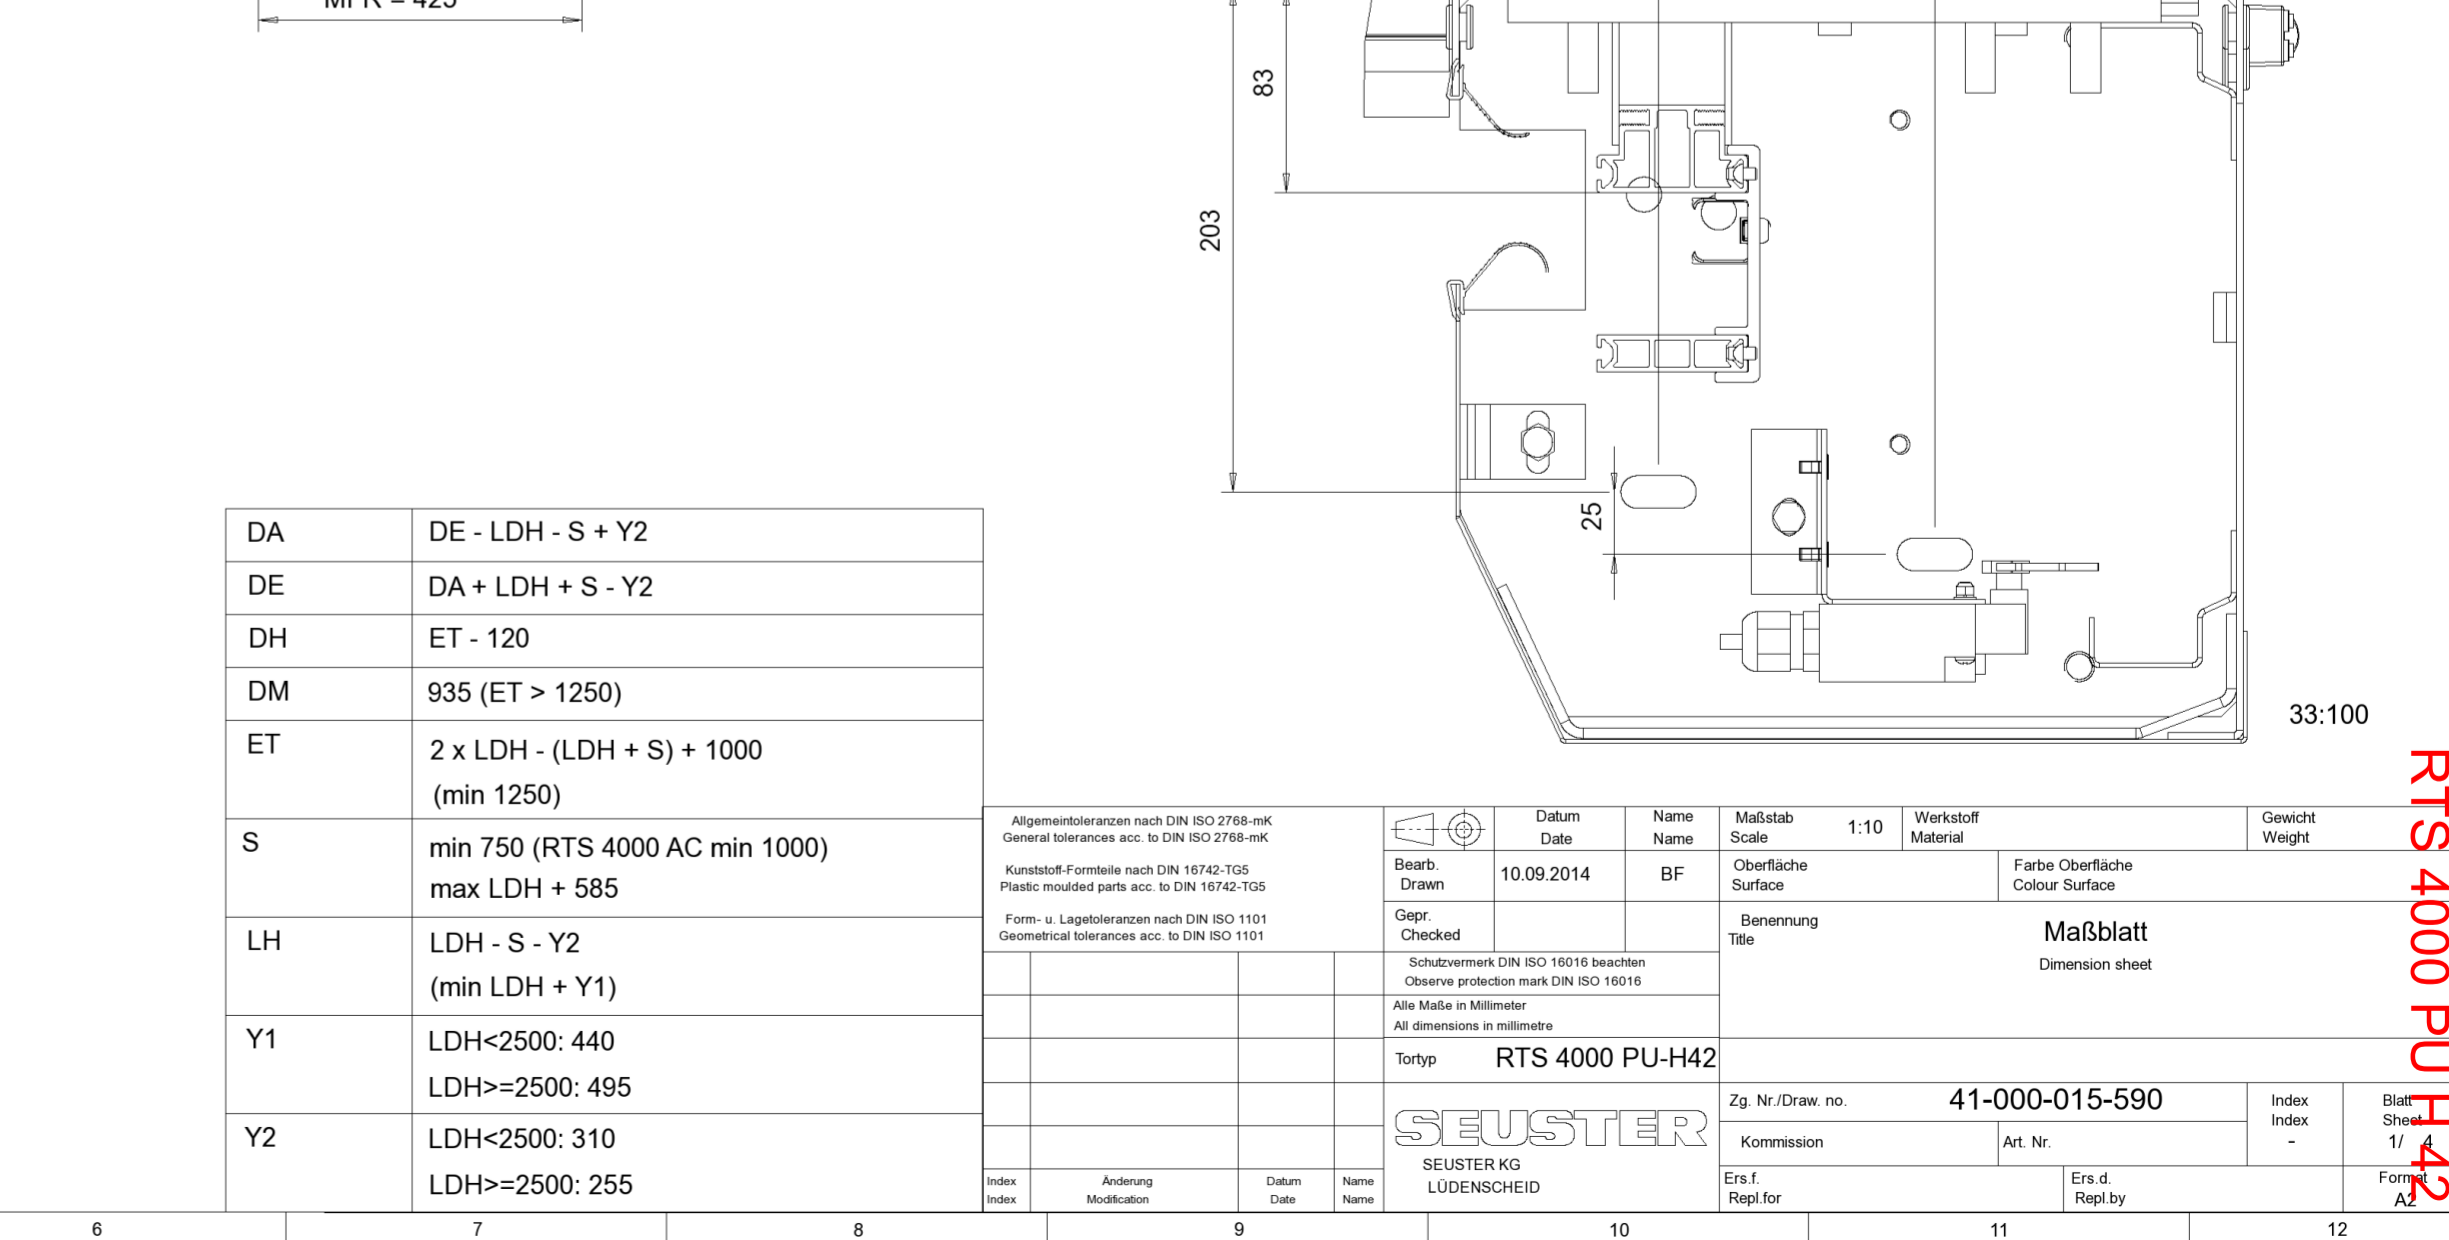 MFR = 425
83
203
25
33:100
DA
DE - LDH - S + Y2
DE
DA + LDH + S - Y2
DH
ET - 120
DM
935 (ET > 1250)
ET
2 x LDH - (LDH + S) + 1000
(min 1250)
S
min 750 (RTS 4000 AC min 1000)
max LDH + 585
LH
LDH - S - Y2
(min LDH + Y1)
Y1
LDH<2500: 440
LDH>=2500: 495
Y2
LDH<2500: 310
LDH>=2500: 255
Allgemeintoleranzen nach DIN ISO 2768-mK
General tolerances acc. to DIN ISO 2768-mK
Kunststoff-Formteile nach DIN 16742-TG5
Plastic moulded parts acc. to DIN 16742-TG5
Form- u. Lagetoleranzen nach DIN ISO 1101
Geometrical tolerances acc. to DIN ISO 1101
Index
Index
Änderung
Modification
Datum
Date
Name
Name
Datum
Date
Name
Name
Bearb.
Drawn
10.09.2014
BF
Gepr.
Checked
Schutzvermerk DIN ISO 16016 beachten
Observe protection mark DIN ISO 16016
Alle Maße in Millimeter
All dimensions in millimetre
Tortyp
RTS 4000 PU-H42
SEUSTER
SEUSTER KG
LÜDENSCHEID
Maßstab
Scale
1:10
Werkstoff
Material
Gewicht
Weight
Oberfläche
Surface
Farbe Oberfläche
Colour Surface
Benennung
Title
Maßblatt
Dimension sheet
Zg. Nr./Draw. no.
41-000-015-590
Index
Index
-
Blatt
Sheet
1/ 4
Kommission
Art. Nr.
Ers.f.
Repl.for
Ers.d.
Repl.by
Format
A2
RTS 4000 PU H 42
6
7
8
9
10
11
12